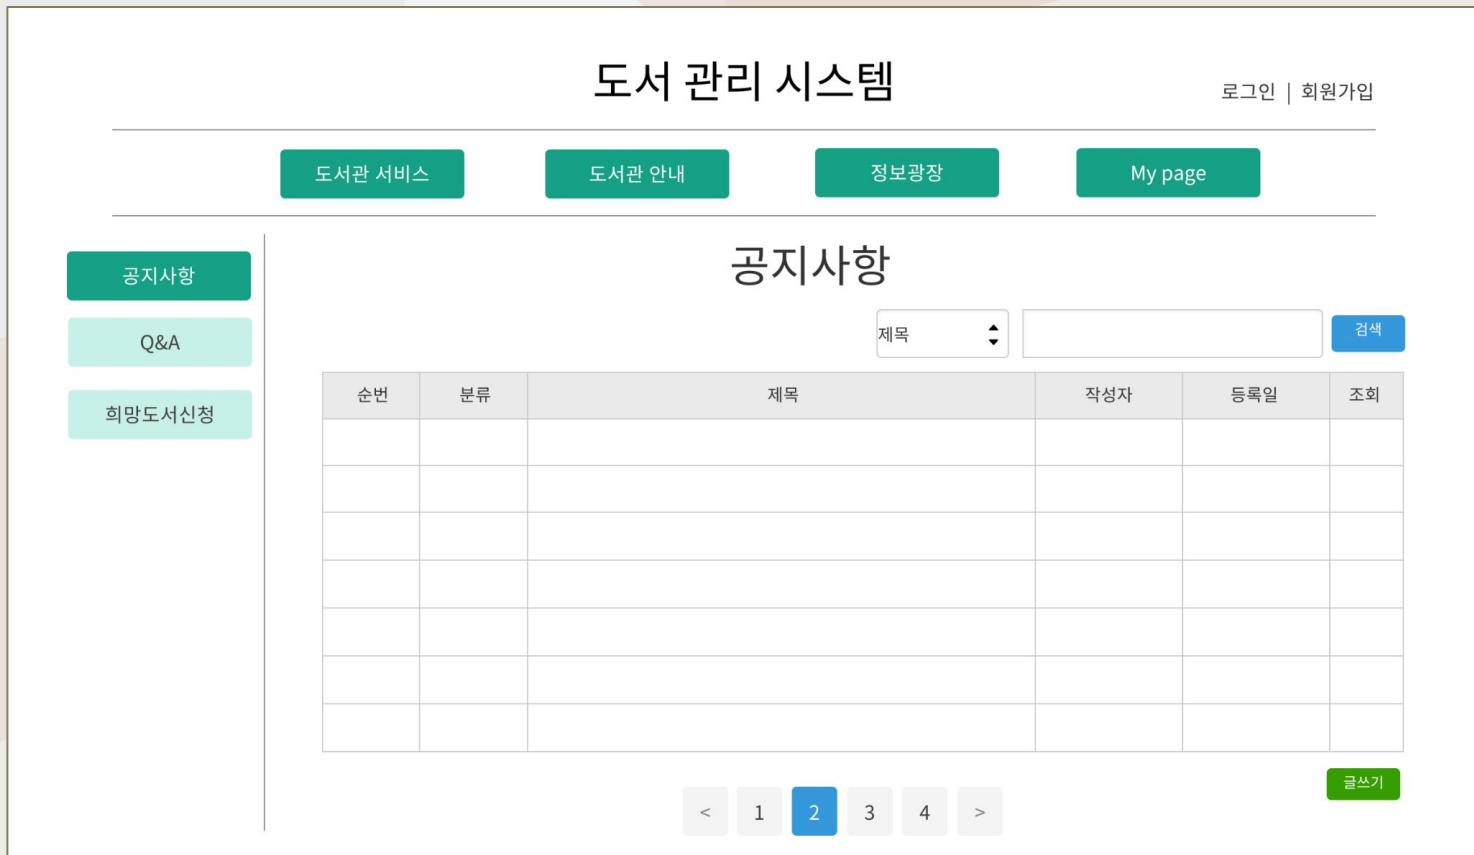 도서 관리 시스템
로그인 | 회원가입
도서관 서비스 도서관 안내 정보광장 My page
공지사항
Q&A
희망도서신청
공지사항
제목 검색
순번 분류 제목 작성자 등록일 조회
글쓰기
< 1 2 3 4 >